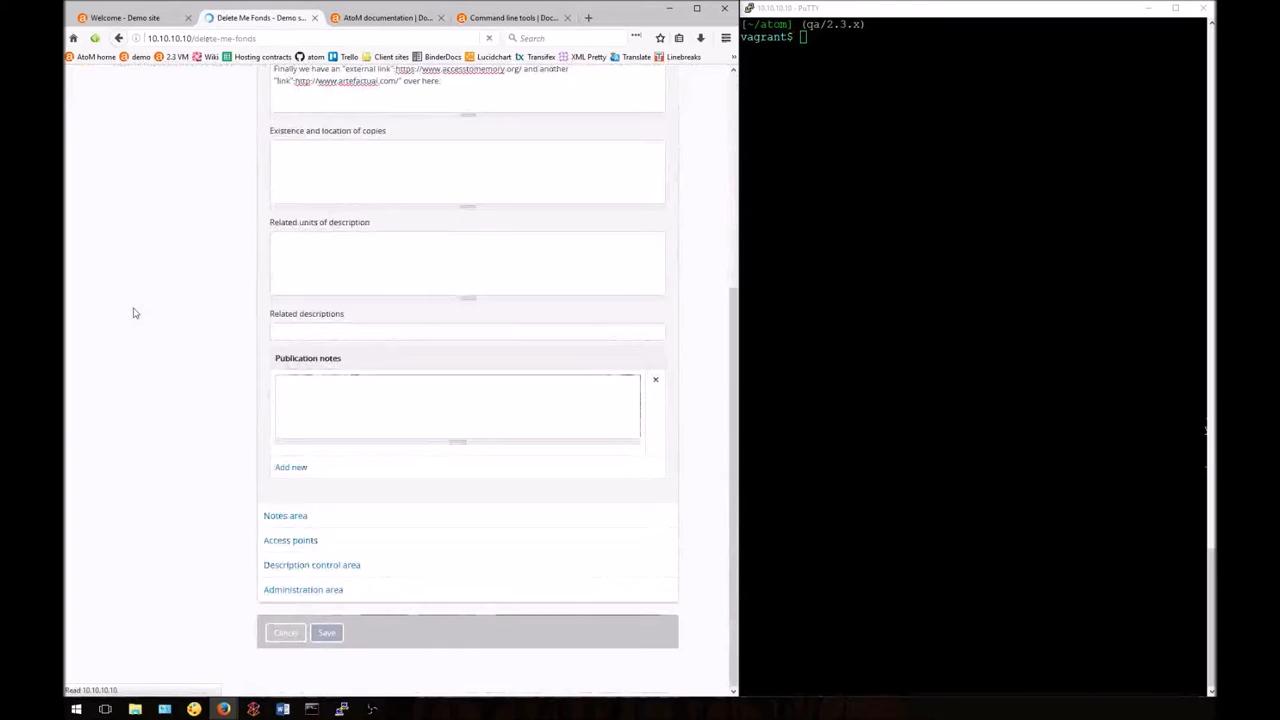 Welcome - Demo site
Delete Me Fonds - Demo s...
AtoM documentation | Do...
Command line tools | Doc...
10.10.10.10/delete-me-fonds
Search
AtoM home
demo
2.3 VM
Wiki
Hosting contracts
atom
Trello
Client sites
BinderDocs
Lucidchart
Transifex
XML Pretty
Translate
Linebreaks
Finally we have an "external link":https://www.accesstomemory.org/ and another
"link":http://www.artefactual.com/" over here.
Existence and location of copies
Related units of description
Related descriptions
Publication notes
Add new
Notes area
Access points
Description control area
Administration area
Cancel
Save
Read 10.10.10.10.
10.10.10.10 - PuTTY
[~/atom] (qa/2.3.x)
vagrant$